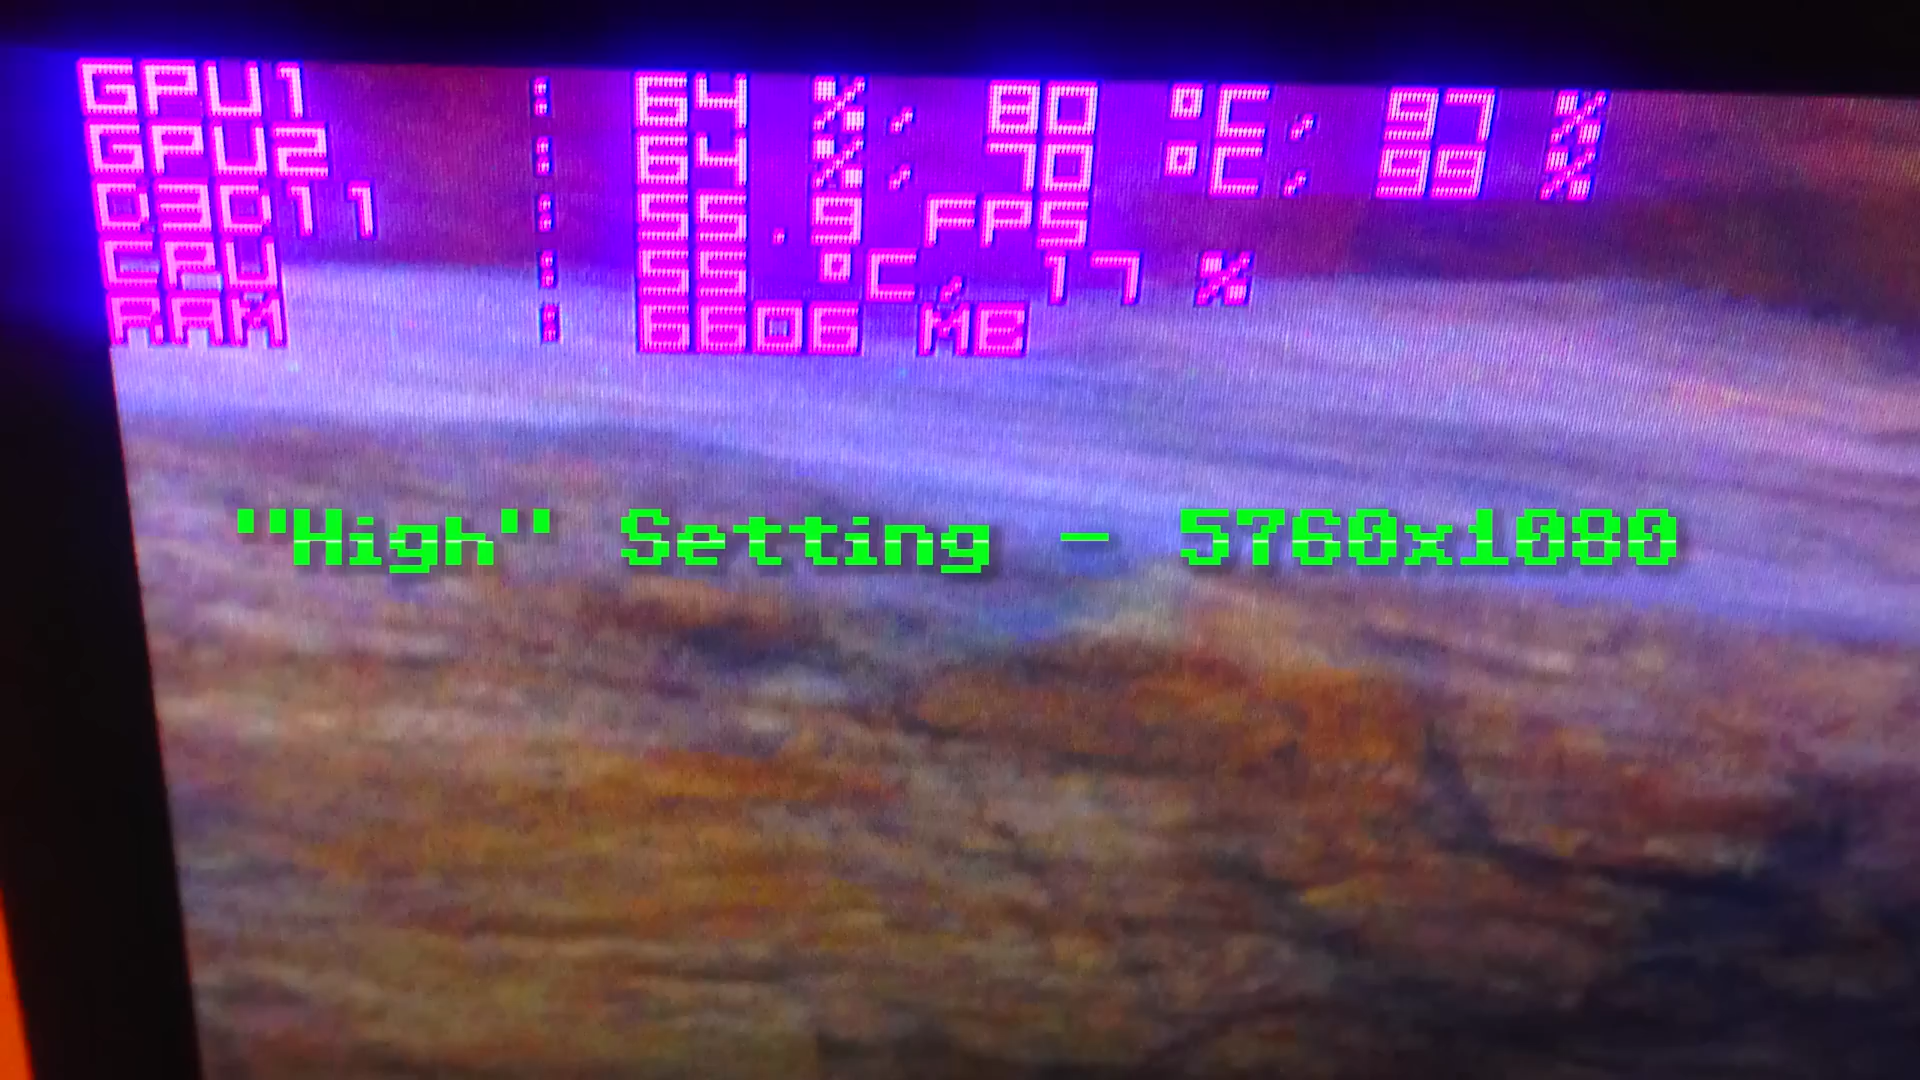 GPU1 : 64 %, 80 °C, 97 %
GPU2 : 64 %, 70 °C, 99 %
D3D11 : 55.9 FPS
CPU : 55 °C, 17 %
RAM : 6606 MB
"High" Setting - 5760x1080